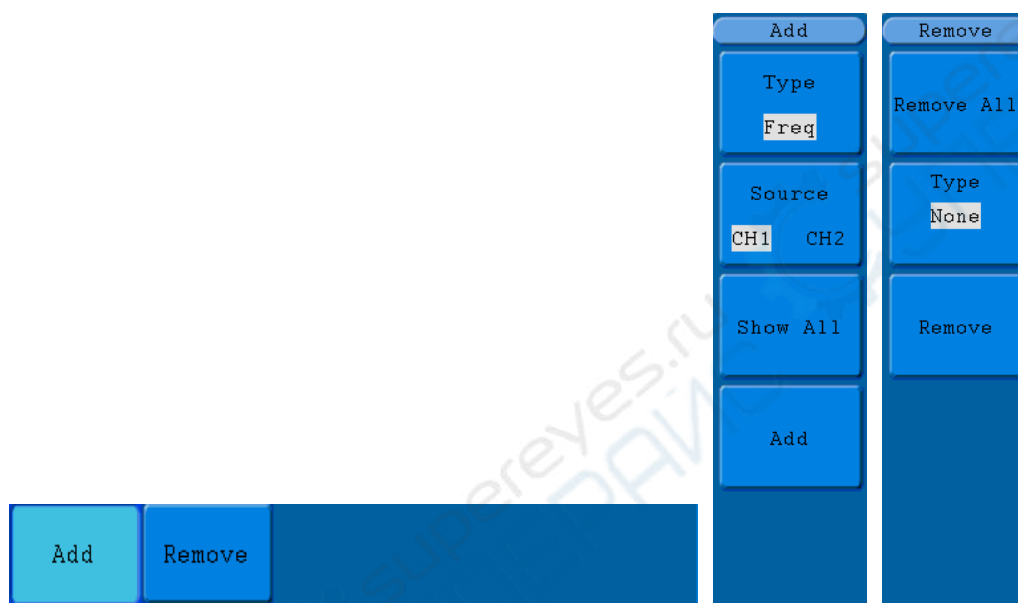 Add
Type
Freq
Source
CH1 CH2
Show All
Add
Remove
Remove All
Type
None
Remove
Add Remove